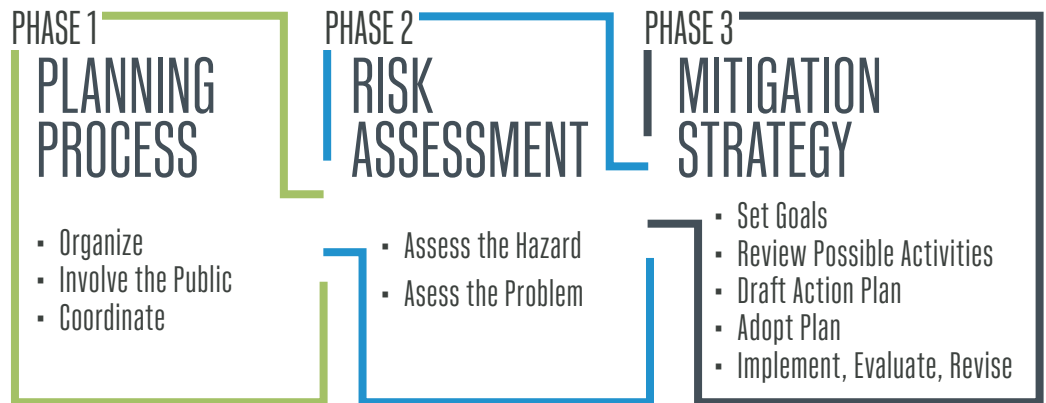 PHASE 1
PLANNING
PROCESS
▪ Organize
▪ Involve the Public
▪ Coordinate
PHASE 2
RISK
ASSESSMENT
▪ Assess the Hazard
▪ Asess the Problem
PHASE 3
MITIGATION
STRATEGY
▪ Set Goals
▪ Review Possible Activities
▪ Draft Action Plan
▪ Adopt Plan
▪ Implement, Evaluate, Revise